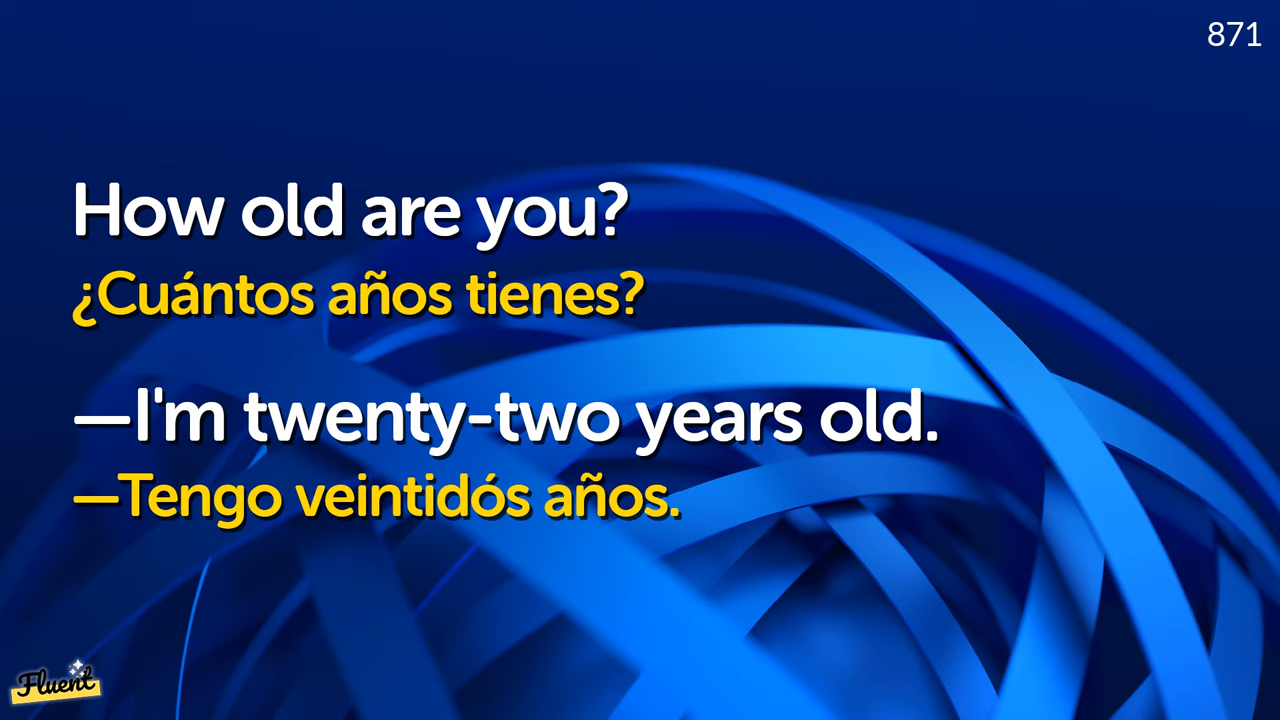 871
How old are you?
¿Cuántos años tienes?
—I'm twenty-two years old.
—Tengo veintidós años.
Fluent